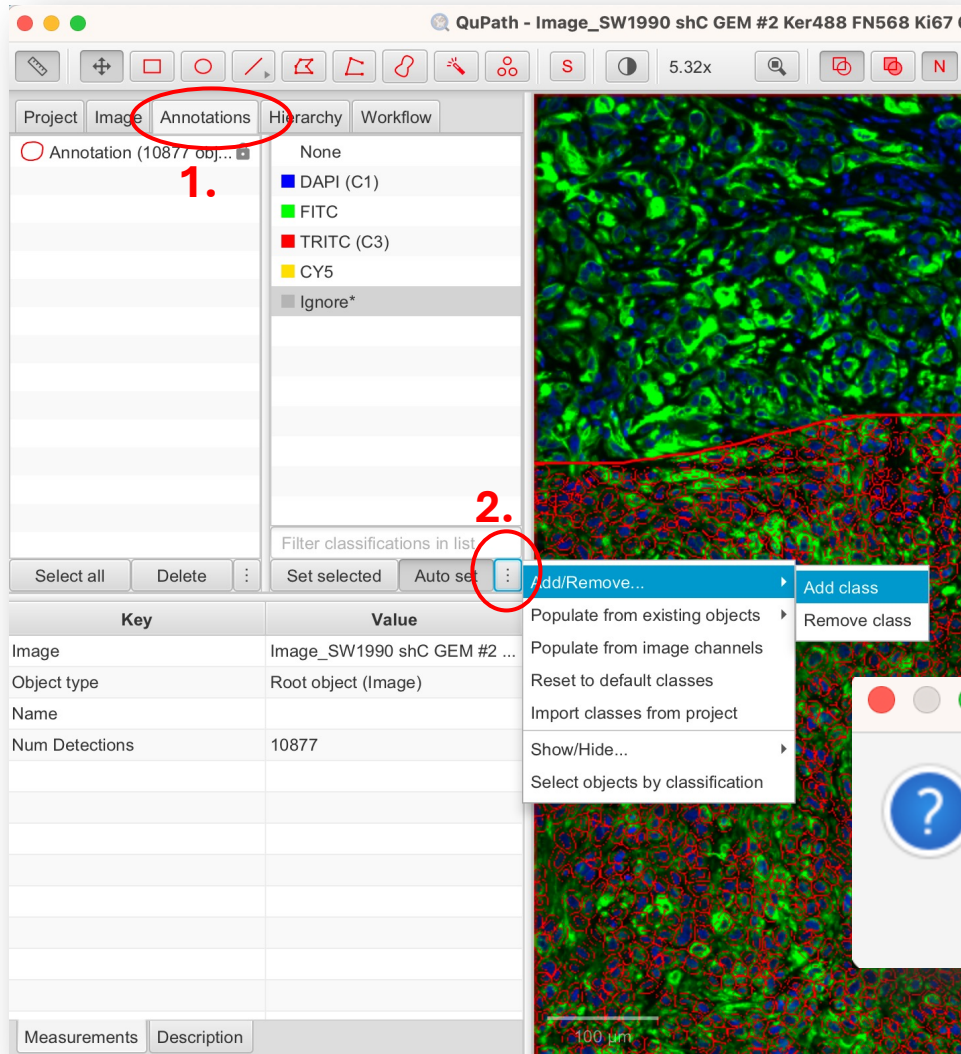 QuPath - Image_SW1990 shC GEM #2 Ker488 FN568 Ki67
S
5.32x
N
Project Image Annotations Hierarchy Workflow
Annotation (10877 obj...
1.
None
DAPI (C1)
FITC
TRITC (C3)
CY5
Ignore*
2.
Filter classifications in list
Select all Delete ⋮ Set selected Auto set ⋮
Add/Remove...
Add class
Remove class
Populate from existing objects
Populate from image channels
Reset to default classes
Import classes from project
Show/Hide...
Select objects by classification
Key Value
Image Image_SW1990 shC GEM #2 ...
Object type Root object (Image)
Name
Num Detections 10877
?
100 µm
Measurements Description